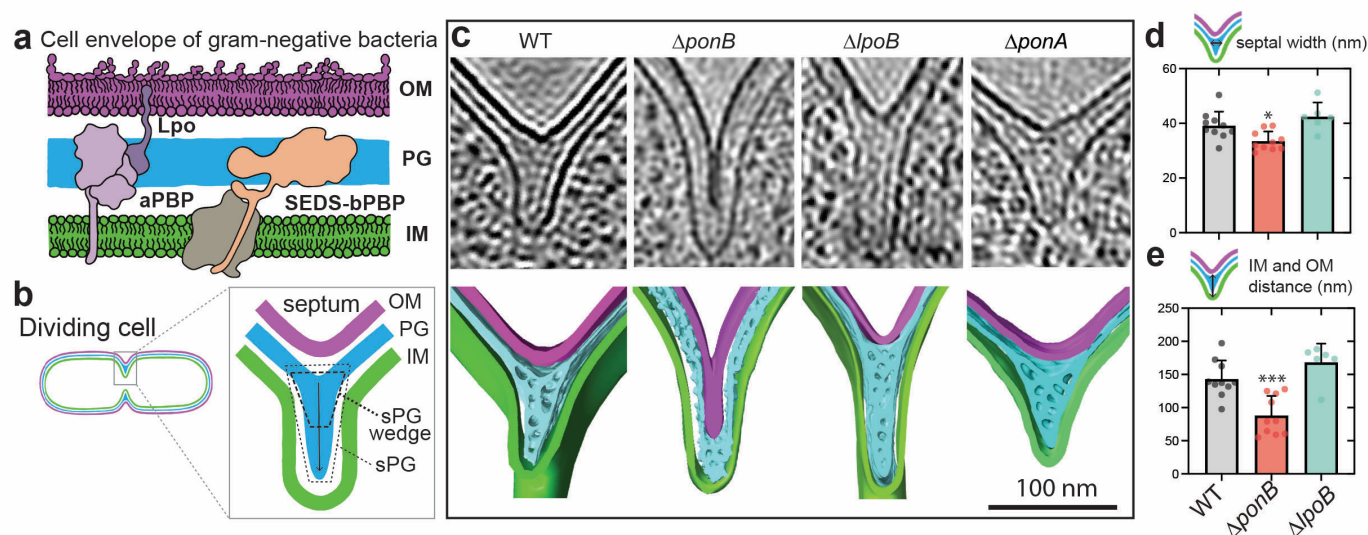 a Cell envelope of gram-negative bacteria
OM
Lpo
PG
aPBP
SEDS-bPBP
IM
b
Dividing cell
septum
OM
PG
IM
sPG
wedge
sPG
c
WT
ΔponB
ΔlpoB
ΔponA
100 nm
d
septal width (nm)
60
40
20
0
*
e
IM and OM
distance (nm)
250
200
150
100
50
0
***
WT
ΔponB
ΔlpoB